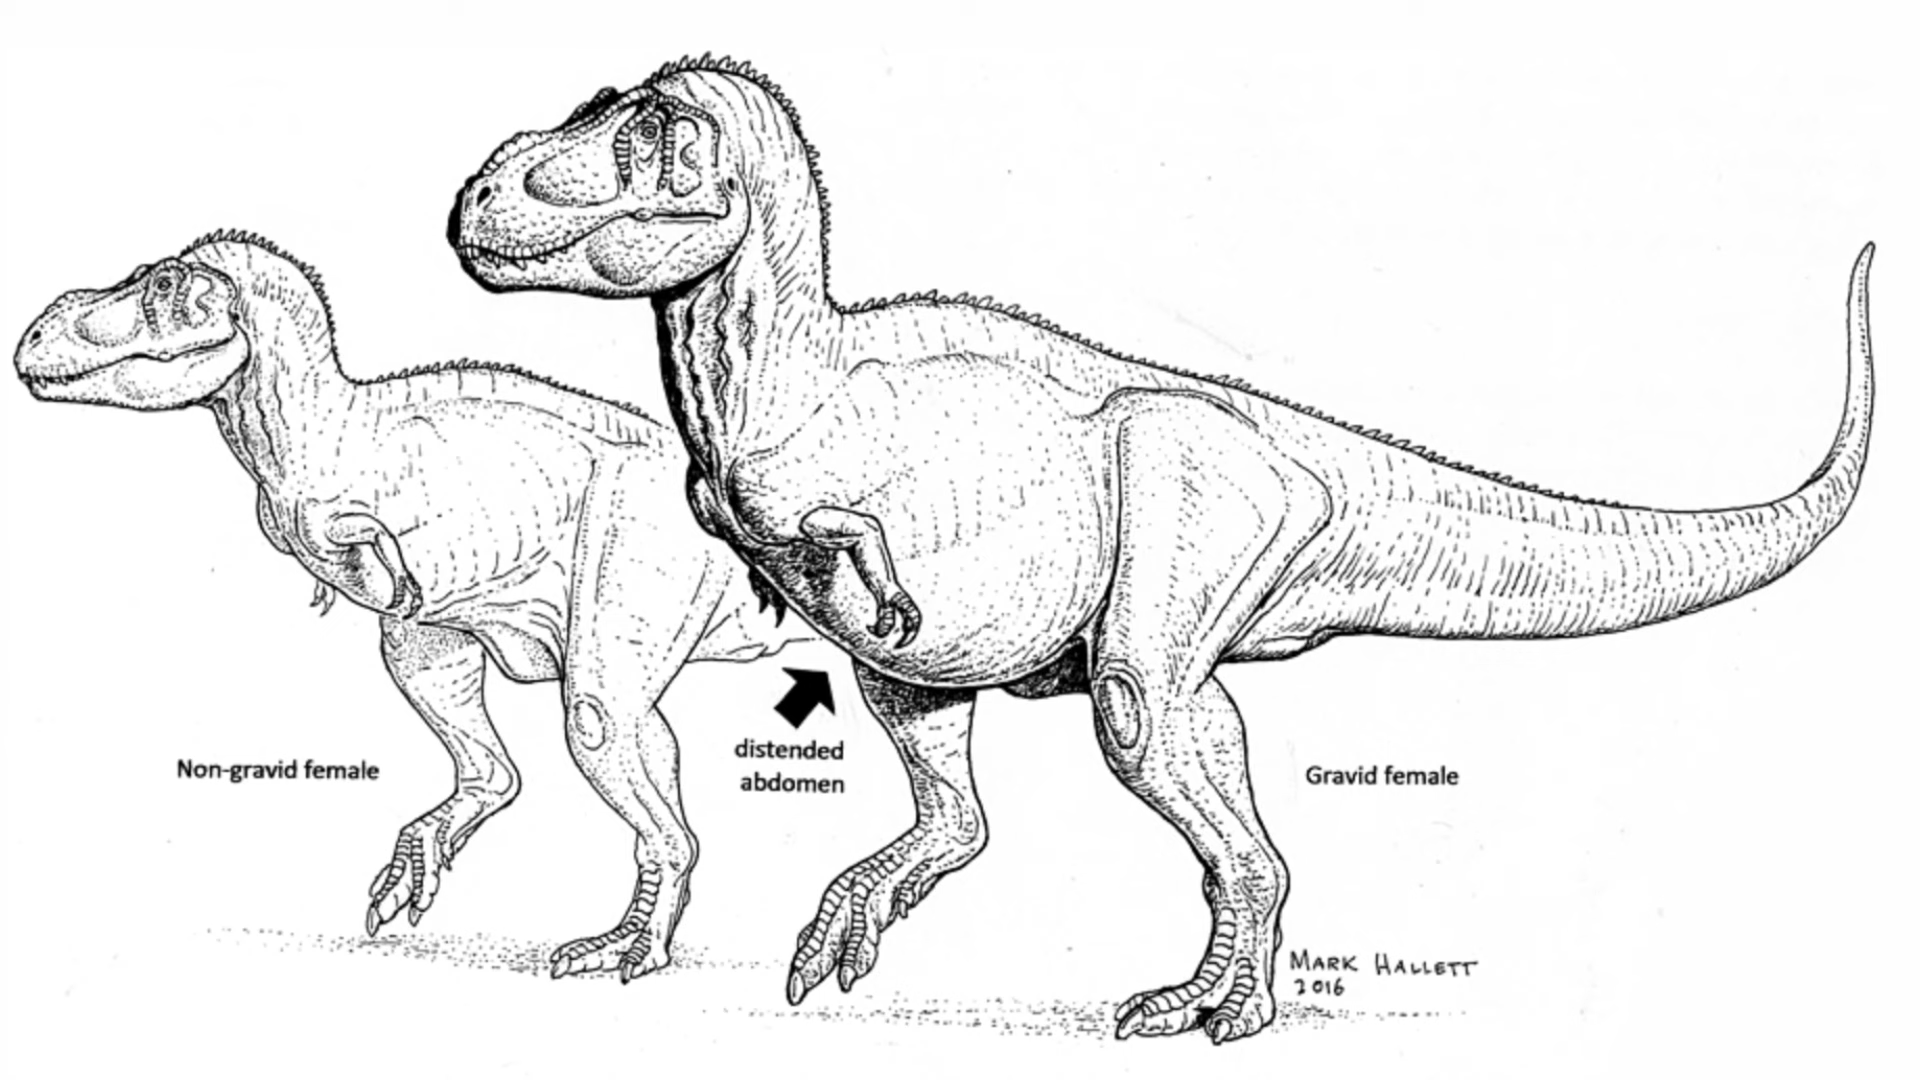 distended
abdomen
Non-gravid female
Gravid female
MARK HALLETT
2016